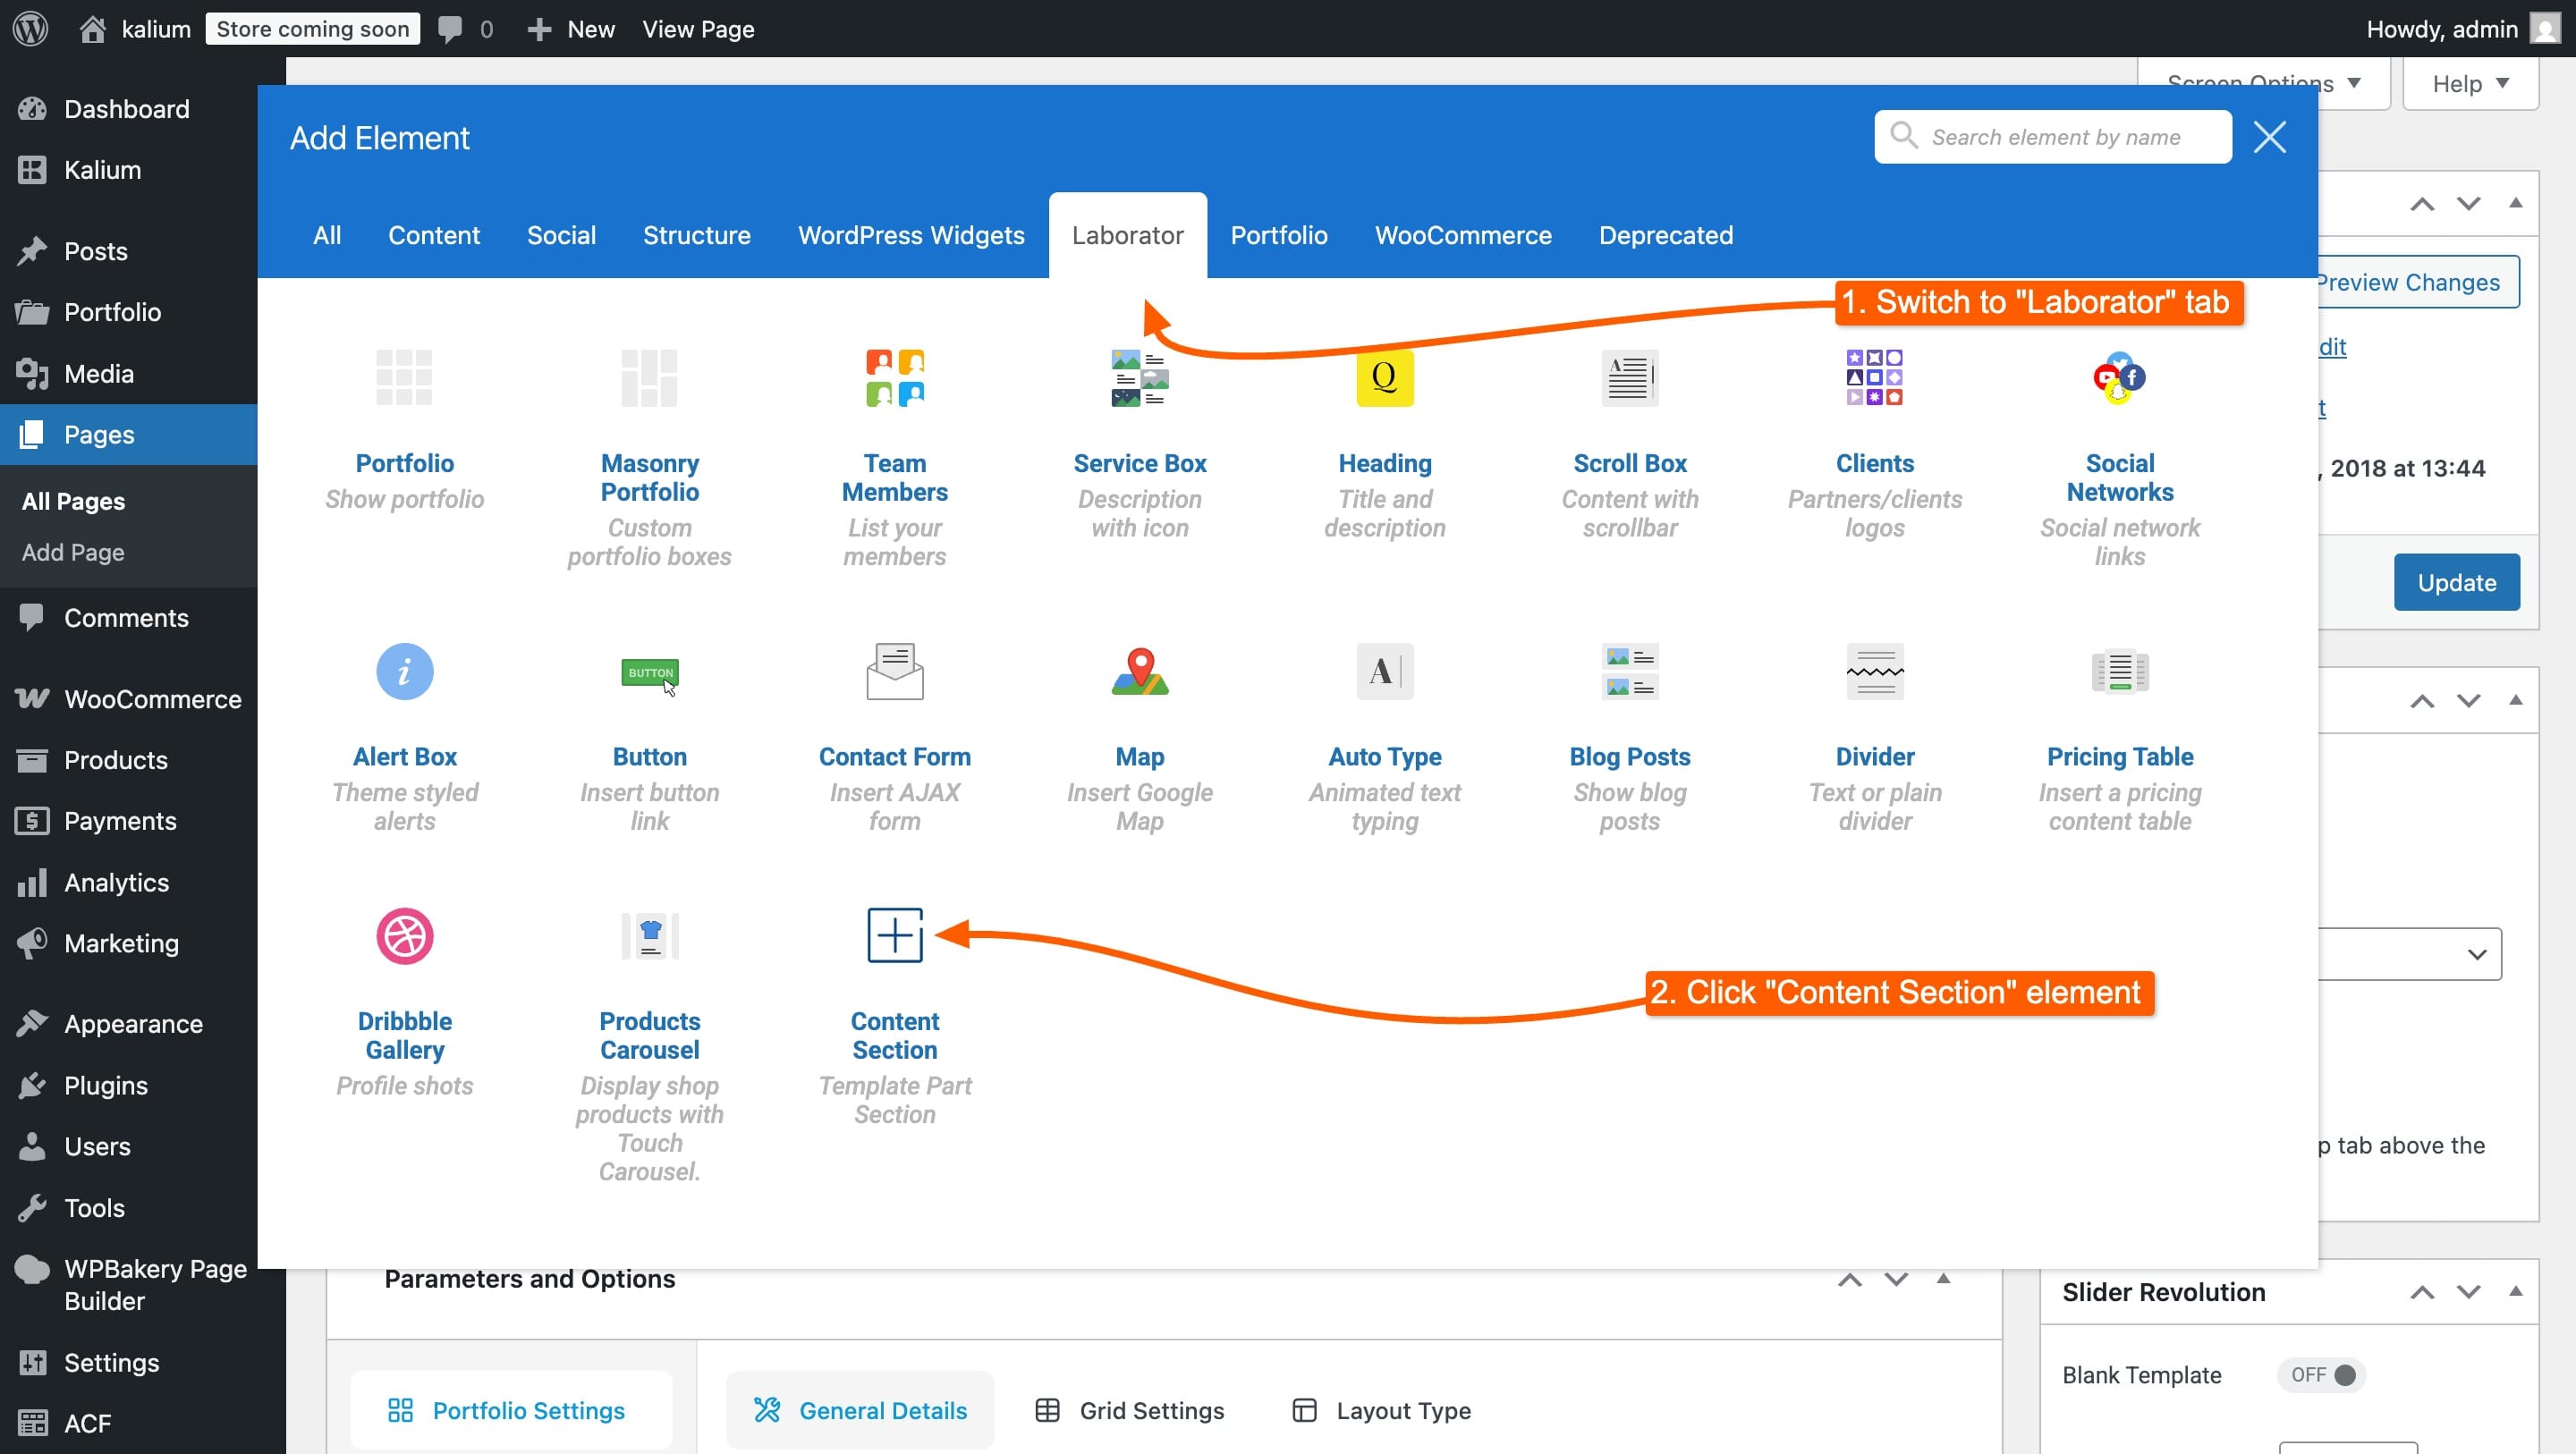 kalium Store coming soon 0 New View Page Howdy, admin
Screen Options Help
Dashboard
Kalium
Posts
Portfolio
Media
Pages
All Pages
Add Page
Comments
WooCommerce
Products
Payments
Analytics
Marketing
Appearance
Plugins
Users
Tools
WPBakery Page
Builder
Settings
ACF
Add Element
Search element by name
All Content Social Structure WordPress Widgets Laborator Portfolio WooCommerce Deprecated
1. Switch to "Laborator" tab
Portfolio
Show portfolio
Masonry
Portfolio
Custom
portfolio boxes
Team
Members
List your
members
Service Box
Description
with icon
Q
Heading
Title and
description
A
Scroll Box
Content with
scrollbar
Clients
Partners/clients
logos
f
Social
Networks
Social network
links
i
Alert Box
Theme styled
alerts
BUTTON
Button
Insert button
link
Contact Form
Insert AJAX
form
Map
Insert Google
Map
A
Auto Type
Animated text
typing
Blog Posts
Show blog
posts
Divider
Text or plain
divider
Pricing Table
Insert a pricing
content table
Dribbble
Gallery
Profile shots
Products
Carousel
Display shop
products with
Touch
Carousel.
Content
Section
Template Part
Section
2. Click "Content Section" element
Preview Changes
dit
t
, 2018 at 13:44
Update
p tab above the
Parameters and Options
Portfolio Settings
General Details Grid Settings Layout Type
Slider Revolution
Blank Template OFF